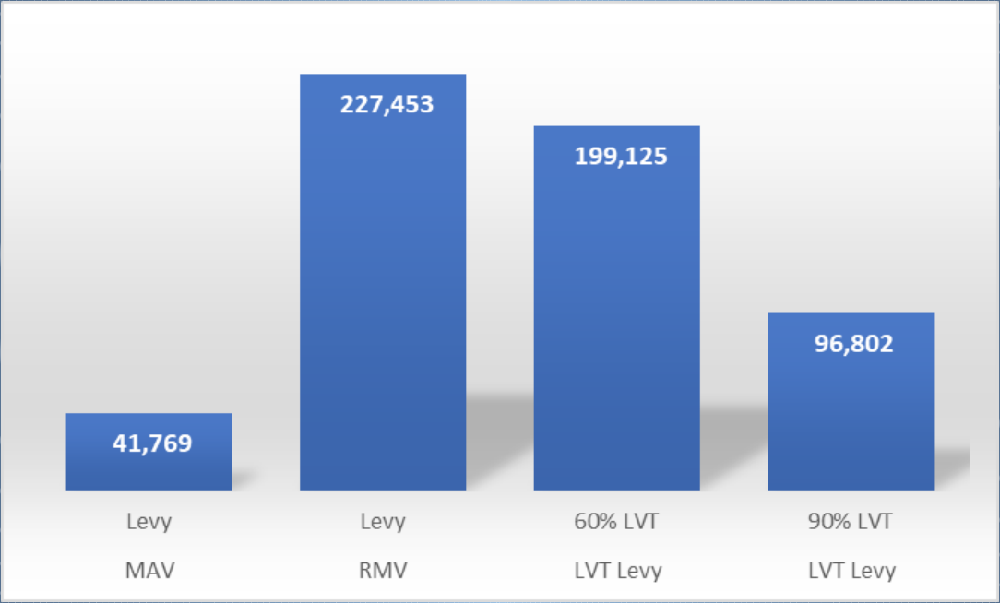 227,453
199,125
96,802
41,769
Levy Levy 60% LVT 90% LVT
MAV RMV LVT Levy LVT Levy